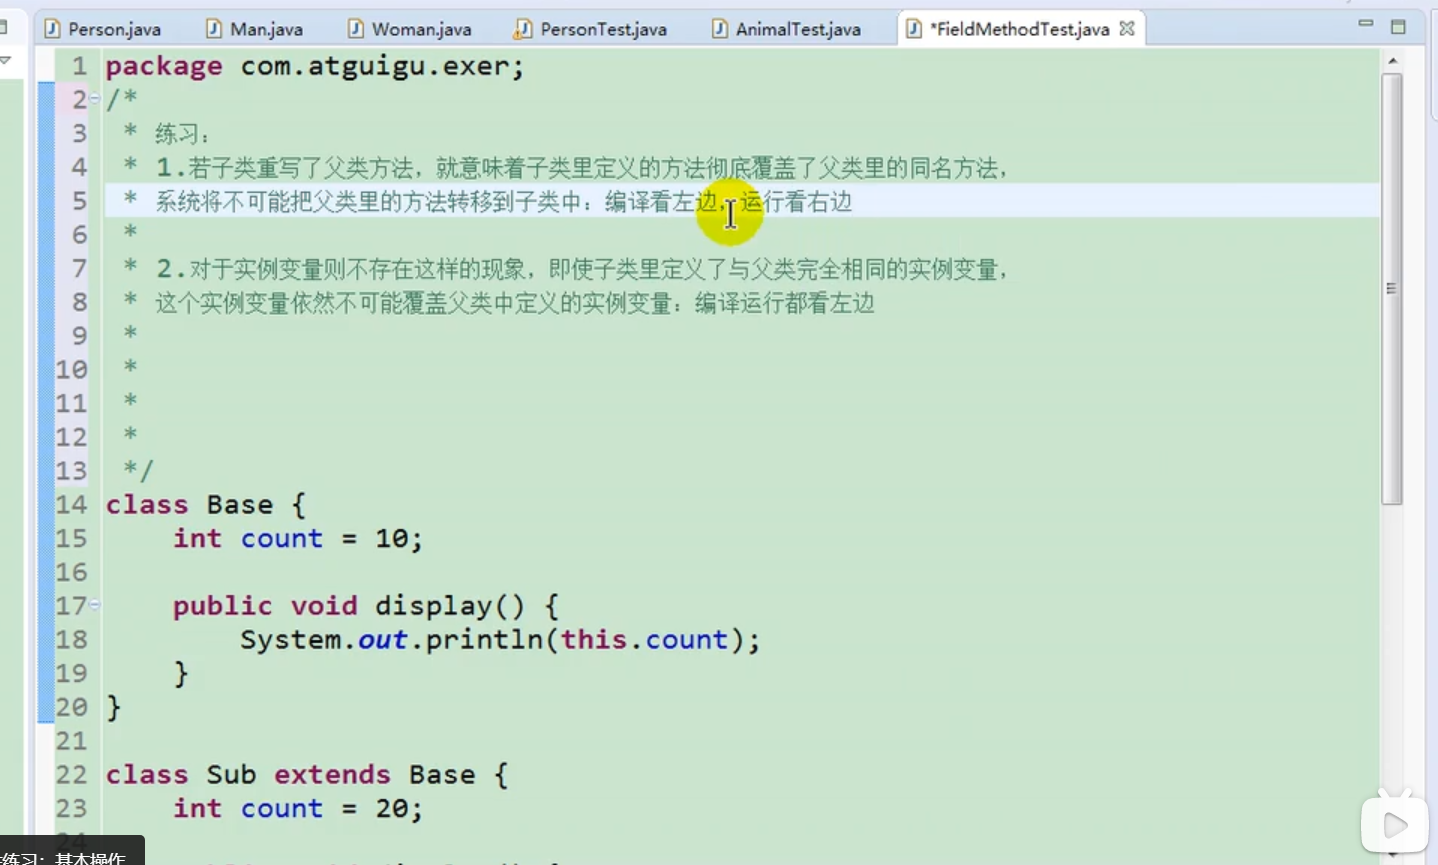 Person.java Man.java Woman.java PersonTest.java AnimalTest.java *FieldMethodTest.java
1 package com.atguigu.exer;
2 /*
3 * 练习：
4 * 1.若子类重写了父类方法，就意味着子类里定义的方法彻底覆盖了父类里的同名方法，
5 * 系统将不可能把父类里的方法转移到子类中：编译看左边，运行看右边
6 *
7 * 2.对于实例变量则不存在这样的现象，即使子类里定义了与父类完全相同的实例变量，
8 * 这个实例变量依然不可能覆盖父类中定义的实例变量：编译运行都看左边
9 *
10 *
11 *
12 *
13 */
14 class Base {
15 int count = 10;
16
17 public void display() {
18 System.out.println(this.count);
19 }
20 }
21
22 class Sub extends Base {
23 int count = 20;
24
练习：基本操作